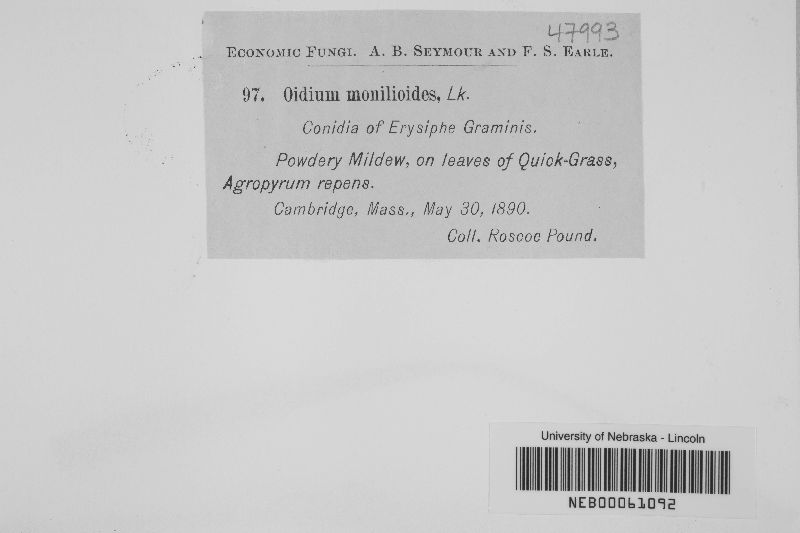 47993
ECONOMIC FUNGI. A. B. SEYMOUR AND F. S. EARLE.
97. Oidium monilioides, Lk.
Conidia of Erysiphe Graminis.
Powdery Mildew, on leaves of Quick-Grass,
Agropyrum repens.
Cambridge, Mass., May 30, 1890.
Coll. Roscoe Pound.
University of Nebraska - Lincoln
NEB00061092